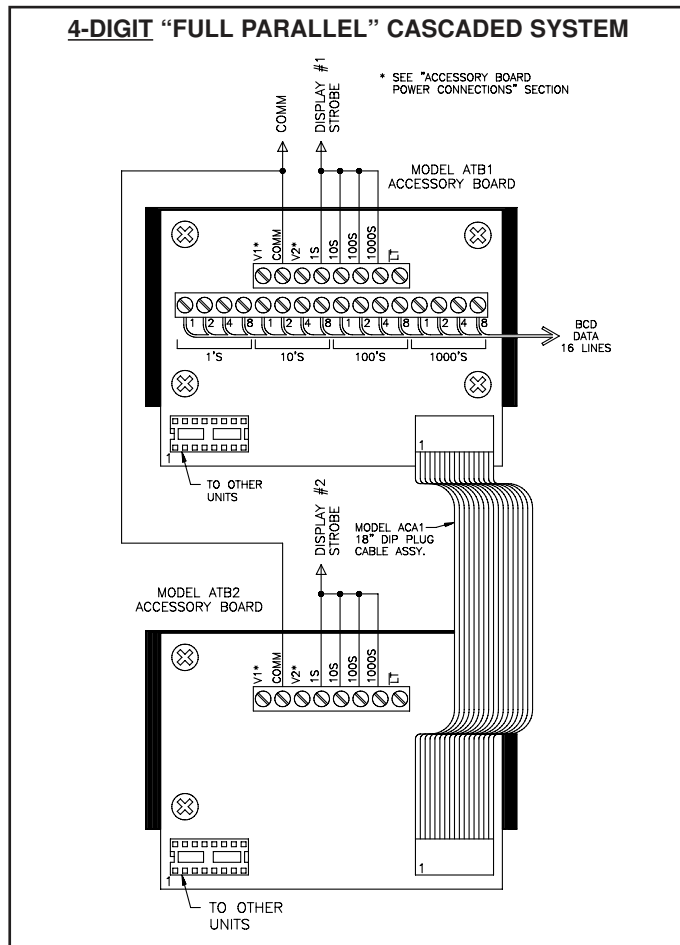 4-DIGIT “FULL PARALLEL” CASCADED SYSTEM
* SEE "ACCESSORY BOARD
POWER CONNECTIONS" SECTION
COMM
DISPLAY #1
STROBE
MODEL ATB1
ACCESSORY BOARD
V1*
COMM
V2*
1S
10S
100S
1000S
LT
1 2 4 8 1 2 4 8 1 2 4 8 1 2 4 8
1'S 10'S 100'S 1000'S
BCD
DATA
16 LINES
1
TO OTHER
UNITS
1
DISPLAY #2
STROBE
MODEL ACA1
18" DIP PLUG
CABLE ASSY.
MODEL ATB2
ACCESSORY BOARD
V1*
COMM
V2*
1S
10S
100S
1000S
LT
1
TO OTHER
UNITS
1